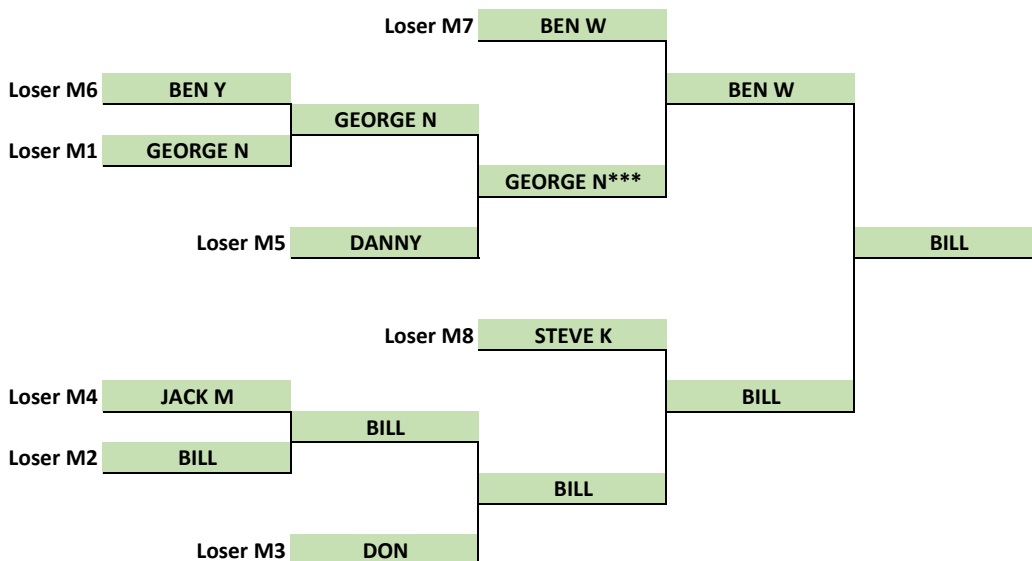 Loser M7 BEN W
Loser M6 BEN Y BEN W
GEORGE N
Loser M1 GEORGE N
GEORGE N***
Loser M5 DANNY BILL
Loser M8 STEVE K
Loser M4 JACK M BILL
BILL
Loser M2 BILL
BILL
Loser M3 DON